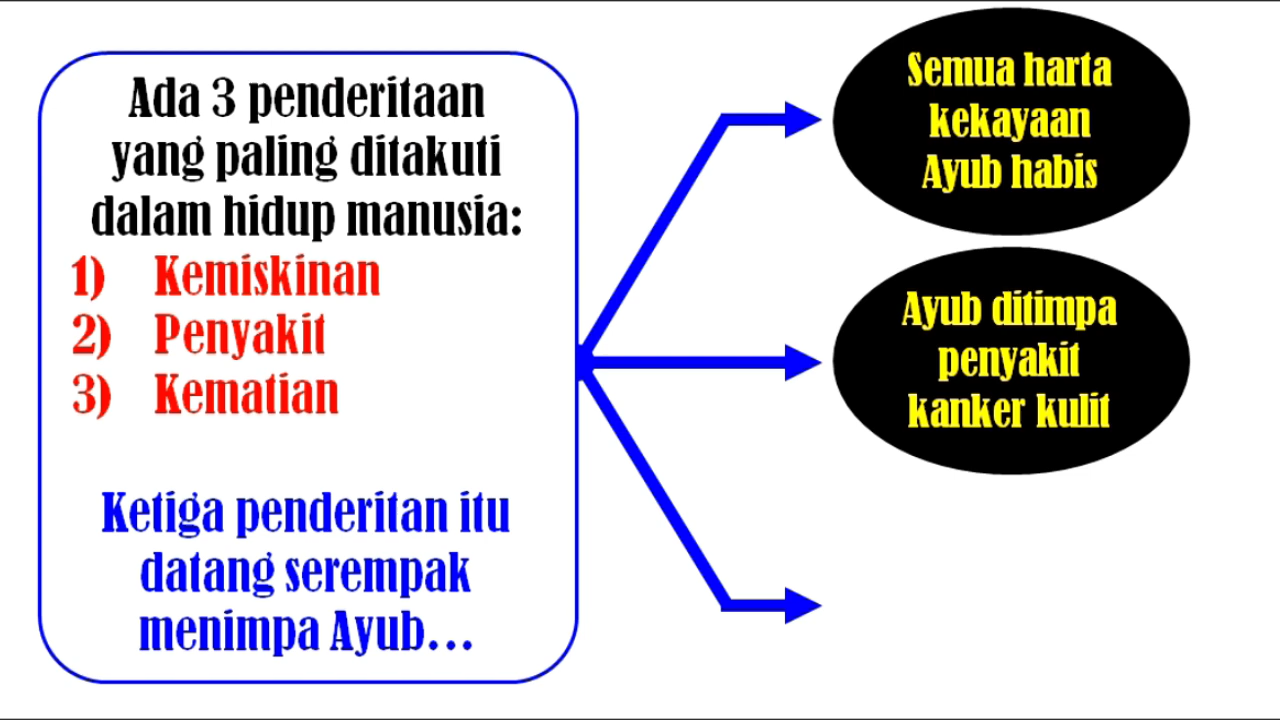 Ada 3 penderitaan
yang paling ditakuti
dalam hidup manusia:
1) Kemiskinan
2) Penyakit
3) Kematian
Ketiga penderitan itu
datang serempak
menimpa Ayub...
Semua harta
kekayaan
Ayub habis
Ayub ditimpa
penyakit
kanker kulit